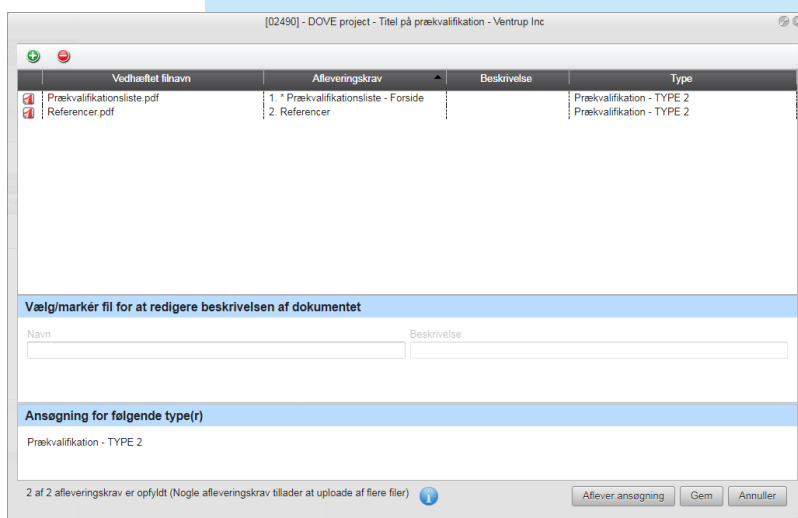 [02490] - DOVE project - Titel på prækvalifikation - Ventrup Inc
Vedhæftet filnavn Afleveringskrav Beskrivelse Type
Prækvalifikationsliste.pdf 1. * Prækvalifikationsliste - Forside Prækvalifikation - TYPE 2
Referencer.pdf 2. Referencer Prækvalifikation - TYPE 2
Vælg/markér fil for at redigere beskrivelsen af dokumentet
Navn Beskrivelse
Ansøgning for følgende type(r)
Prækvalifikation - TYPE 2
2 af 2 afleveringskrav er opfyldt (Nogle afleveringskrav tillader at uploade af flere filer) Aflever ansøgning Gem Annuller